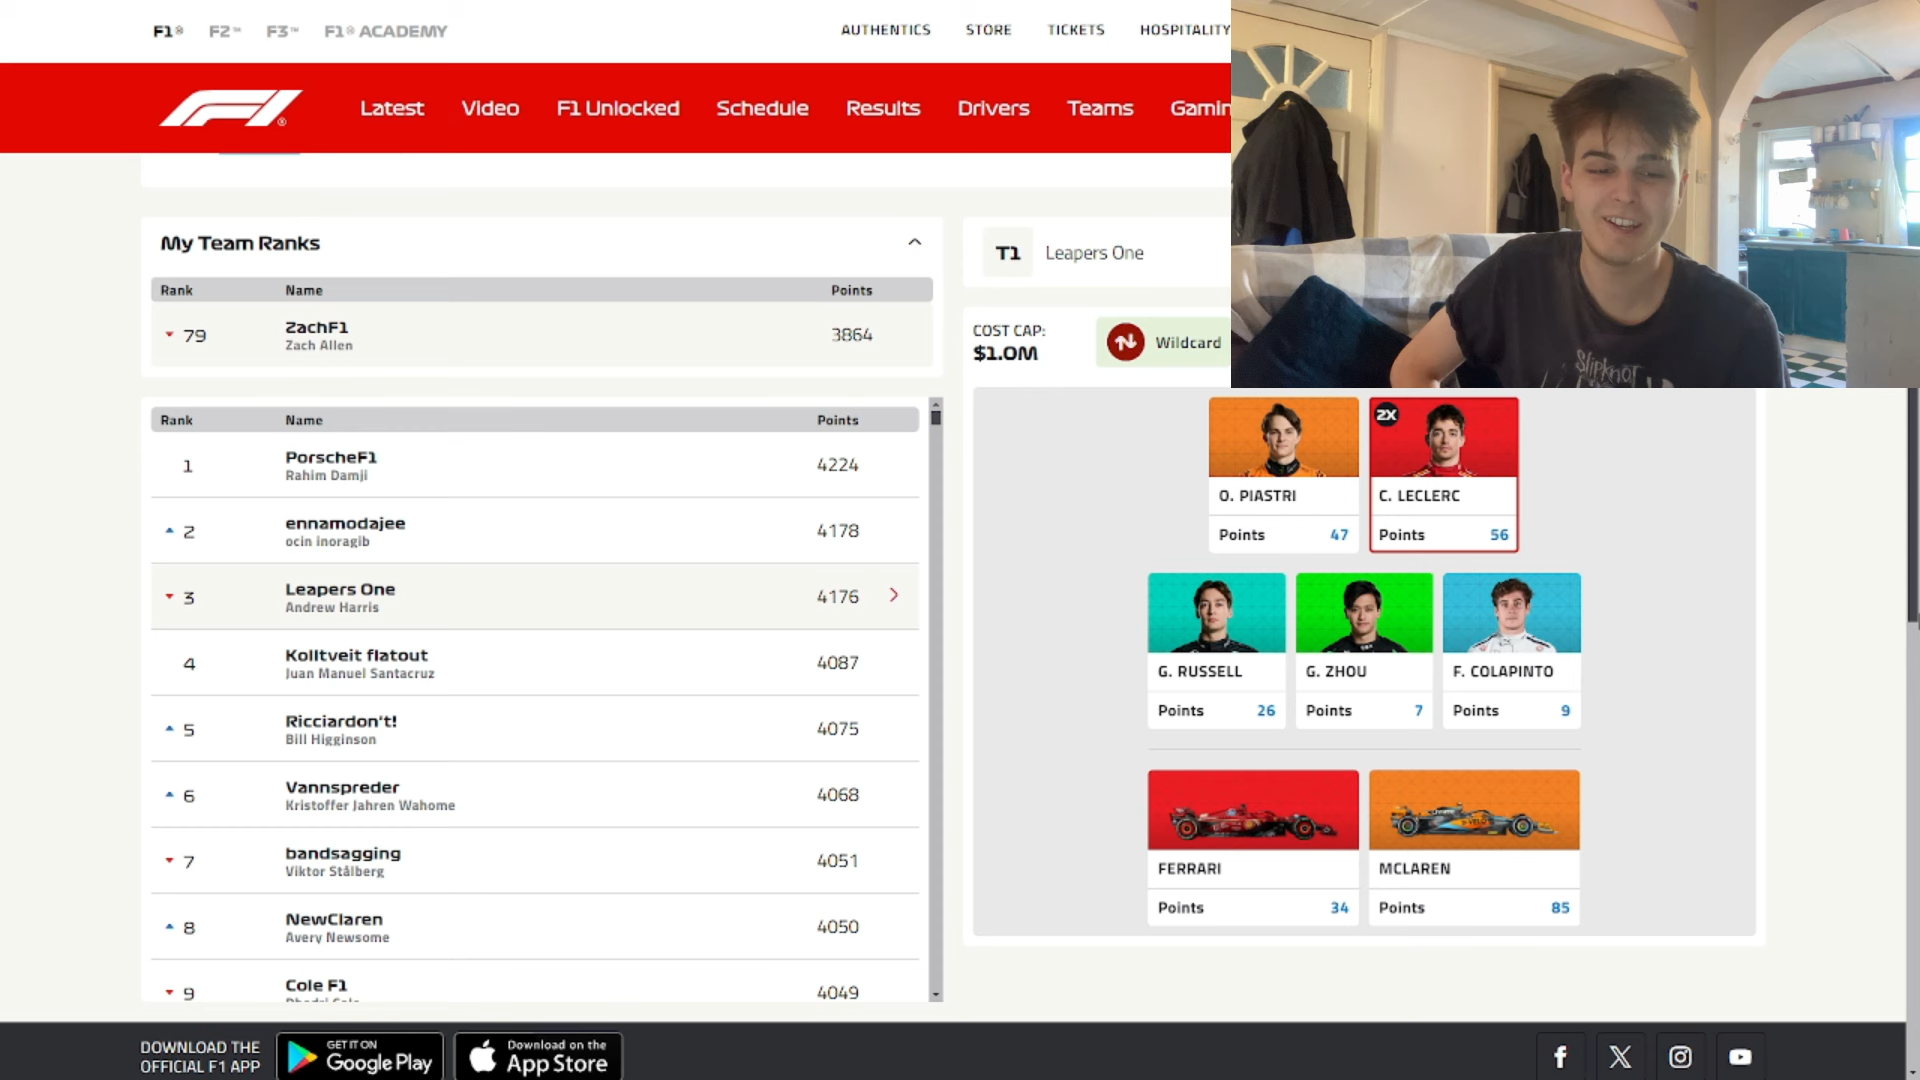 F1® F2™ F3™ F1® ACADEMY
AUTHENTICS STORE TICKETS HOSPITALITY
Latest Video F1 Unlocked Schedule Results Drivers Teams Gamin
My Team Ranks
Rank Name Points
79 ZachF1 3864
Zach Allen
Rank Name Points
1 PorscheF1 4224
Rahim Damji
2 ennamodajee 4178
ocin inoragib
3 Leapers One 4176
Andrew Harris
4 Kolltveit flatout 4087
Juan Manuel Santacruz
5 Ricciardon't! 4075
Bill Higginson
6 Vannspreder 4068
Kristoffer Jahren Wahome
7 bandsagging 4051
Viktor Stålberg
8 NewClaren 4050
Avery Newsome
9 Cole F1 4049
T1 Leapers One
COST CAP:
$1.0M
Wildcard
Slipknot
2X
O. PIASTRI C. LECLERC
Points 47 Points 56
G. RUSSELL G. ZHOU F. COLAPINTO
Points 26 Points 7 Points 9
FERRARI MCLAREN
Points 34 Points 85
DOWNLOAD THE
OFFICIAL F1 APP
GET IT ON
Google Play
Download on the
App Store